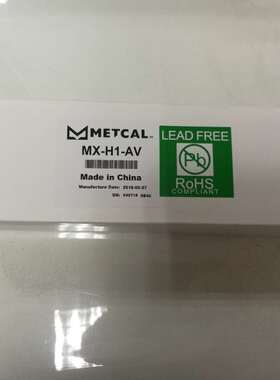 METCAL
MX-H1-AV
Made in China
LEAD FREE
Pb
RoHS
COMPLIANT